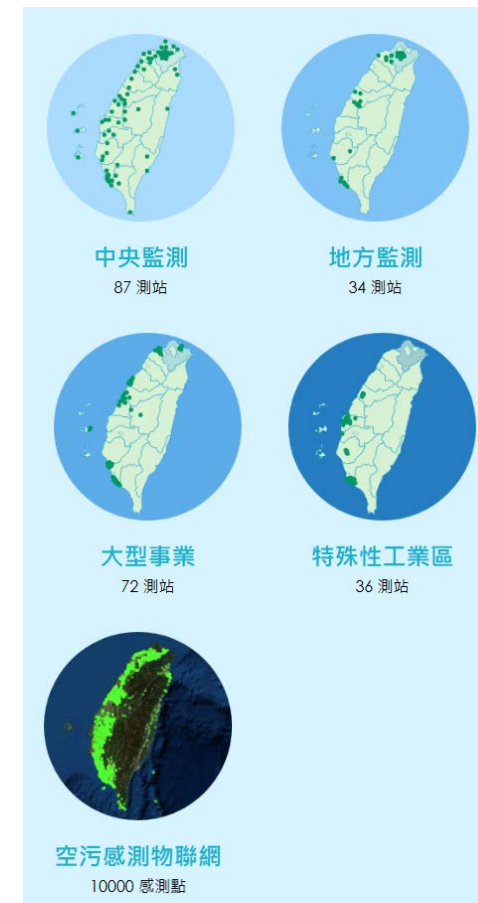 中央監測
87 測站
地方監測
34 測站
大型事業
72 測站
特殊性工業區
36 測站
空污感測物聯網
10000 感測點